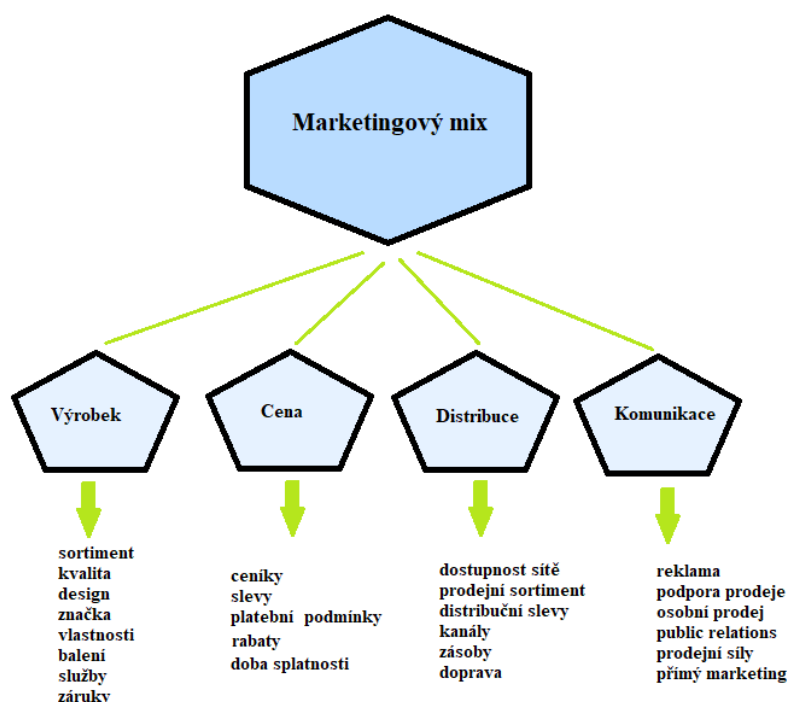 Marketingový mix
Výrobek
Cena
Distribuce
Komunikace
sortiment
kvalita
design
značka
vlastnosti
balení
služby
záruky
ceníky
slevy
platební podmínky
rabaty
doba splatnosti
dostupnost sítě
prodejní sortiment
distribuční slevy
kanály
zásoby
doprava
reklama
podpora prodeje
osobní prodej
public relations
prodejní síly
přímý marketing